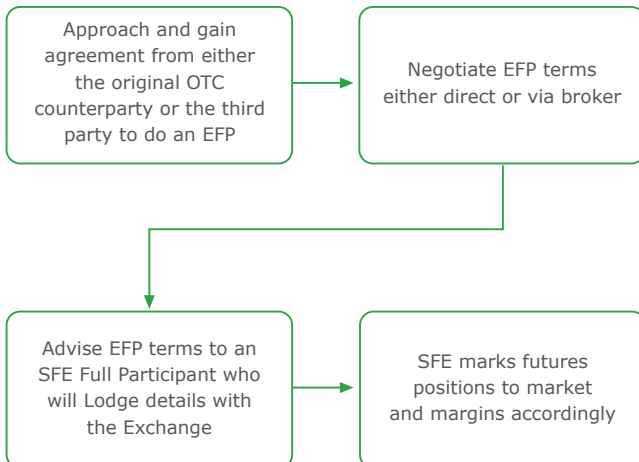 Approach and gain
agreement from either
the original OTC
counterparty or the third
party to do an EFP
Negotiate EFP terms
either direct or via broker
Advise EFP terms to an
SFE Full Participant who
will Lodge details with
the Exchange
SFE marks futures
positions to market
and margins accordingly